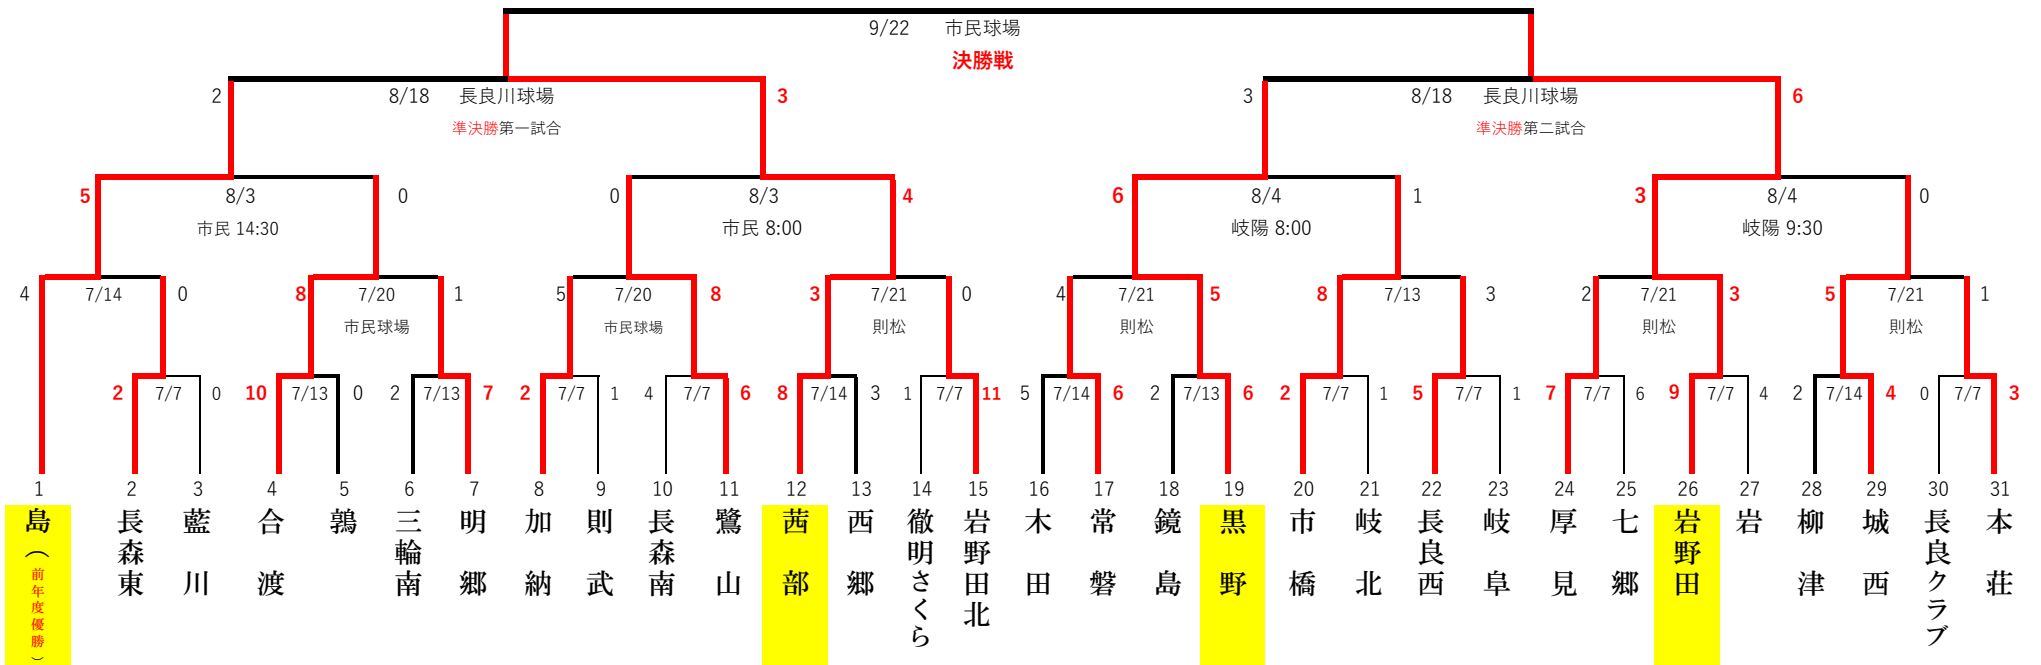 9/22 市民球場
決勝戦
2 8/18 長良川球場 3 3 8/18 長良川球場 6
準決勝第一試合 準決勝第二試合
5 8/3 0 0 8/3 4 6 8/4 1 3 8/4 0
市民 14:30 市民 8:00 岐陽 8:00 岐陽 9:30
4 7/14 0 8 7/20 1 5 7/20 8 3 7/21 0 4 7/21 5 8 7/13 3 2 7/21 3 5 7/21 1
市民球場 市民球場 則松 則松 則松 則松
2 7/7 0 10 7/13 0 2 7/13 7 2 7/7 1 4 7/7 6 8 7/14 3 1 7/7 11 5 7/14 6 2 7/13 6 2 7/7 1 5 7/7 1 7 7/7 6 9 7/7 4 2 7/14 4 0 7/7 3
1 2 3 4 5 6 7 8 9 10 11 12 13 14 15 16 17 18 19 20 21 22 23 24 25 26 27 28 29 30 31
島（前年度優勝）
長森東
藍川
合渡
鶉
三輪南
明郷
加納
則武
長森南
鷺山
茜部
西郷
徹明さくら
岩野田北
木田
常磐
鏡島
黒野
市橋
岐北
長良西
岐阜
厚見
七郷
岩野田
岩
柳津
城西
長良クラブ
本荘